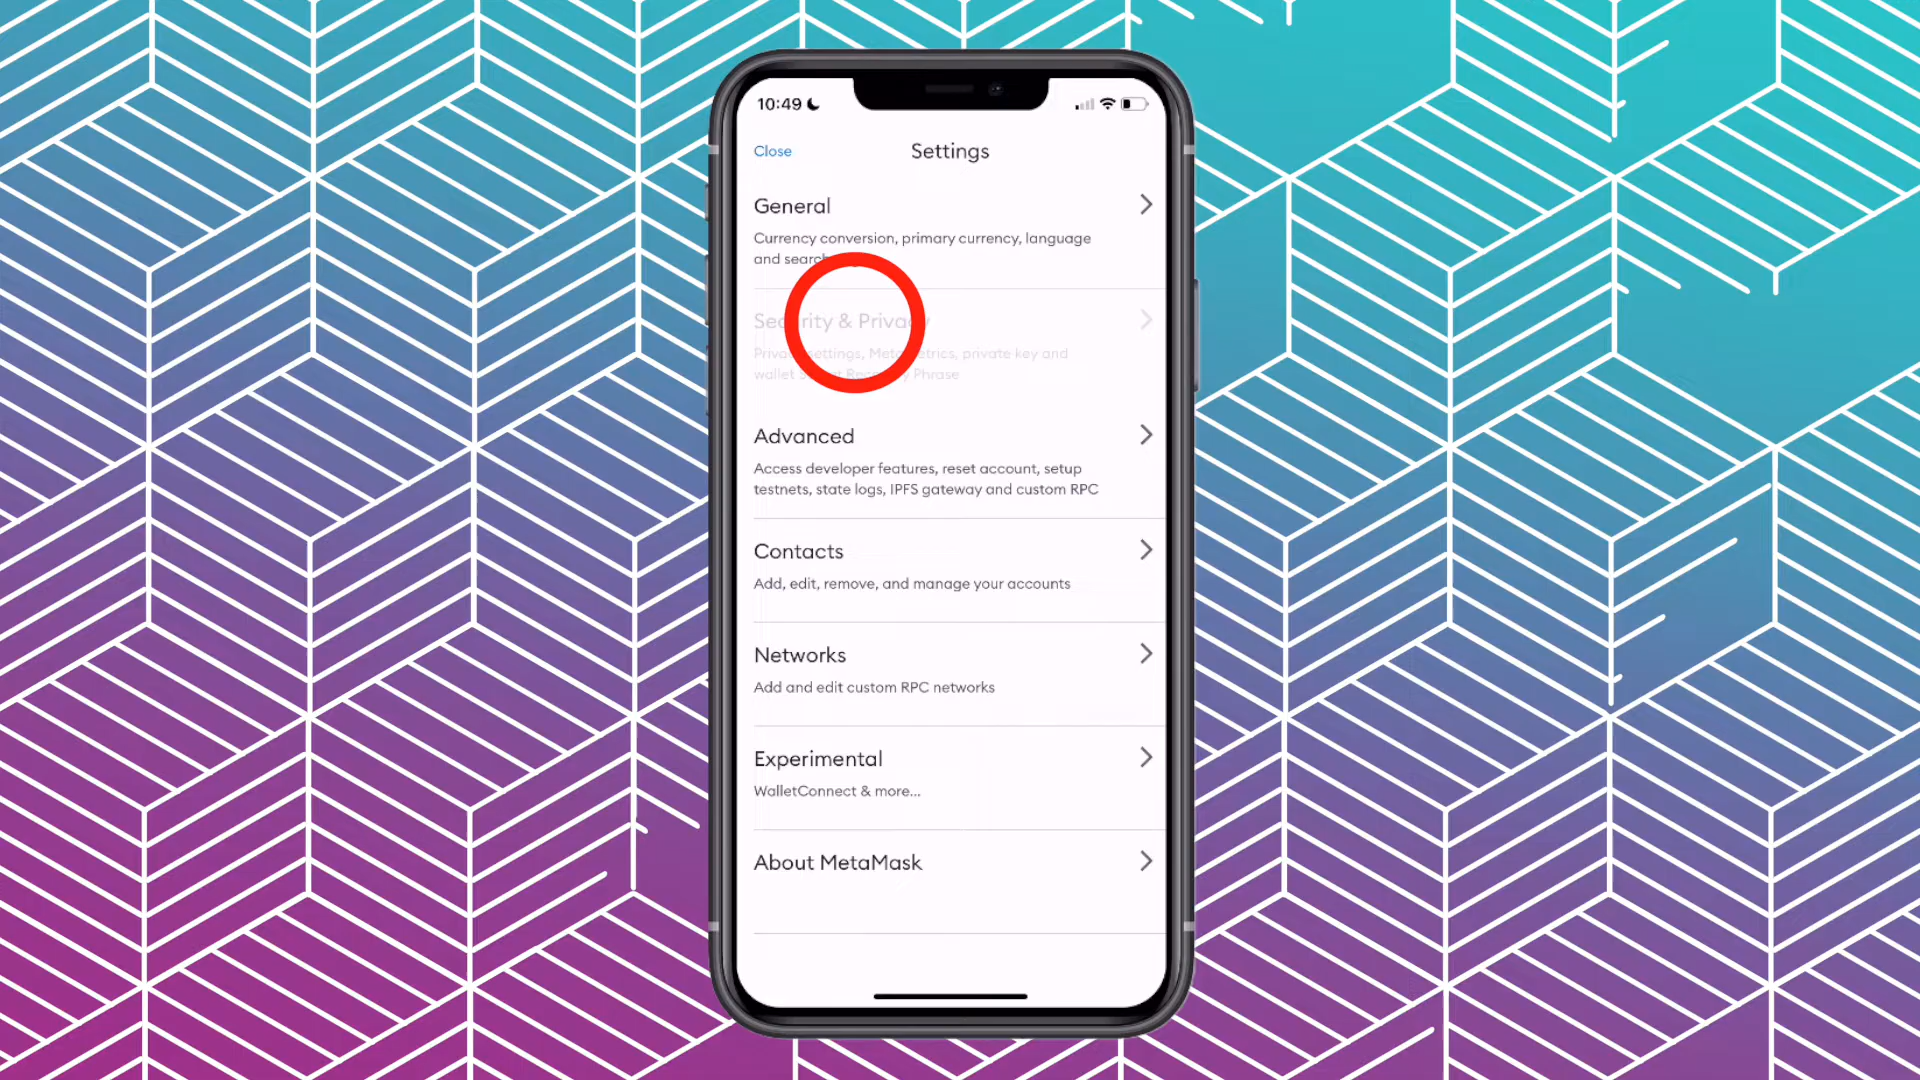 10:49
Close
Settings
General
Currency conversion, primary currency, language
and search
Security & Privacy
Privacy settings, MetaMetrics, private key and
wallet Secret Recovery Phrase
Advanced
Access developer features, reset account, setup
testnets, state logs, IPFS gateway and custom RPC
Contacts
Add, edit, remove, and manage your accounts
Networks
Add and edit custom RPC networks
Experimental
WalletConnect & more...
About MetaMask